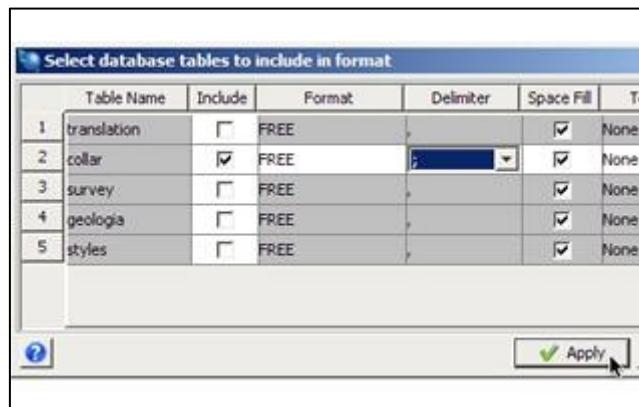 Select database tables to include in format
Table Name Include Format Delimiter Space Fill T
1 translation FREE , None
2 collar FREE ; None
3 survey FREE , None
4 geologia FREE , None
5 styles FREE , None
? Apply